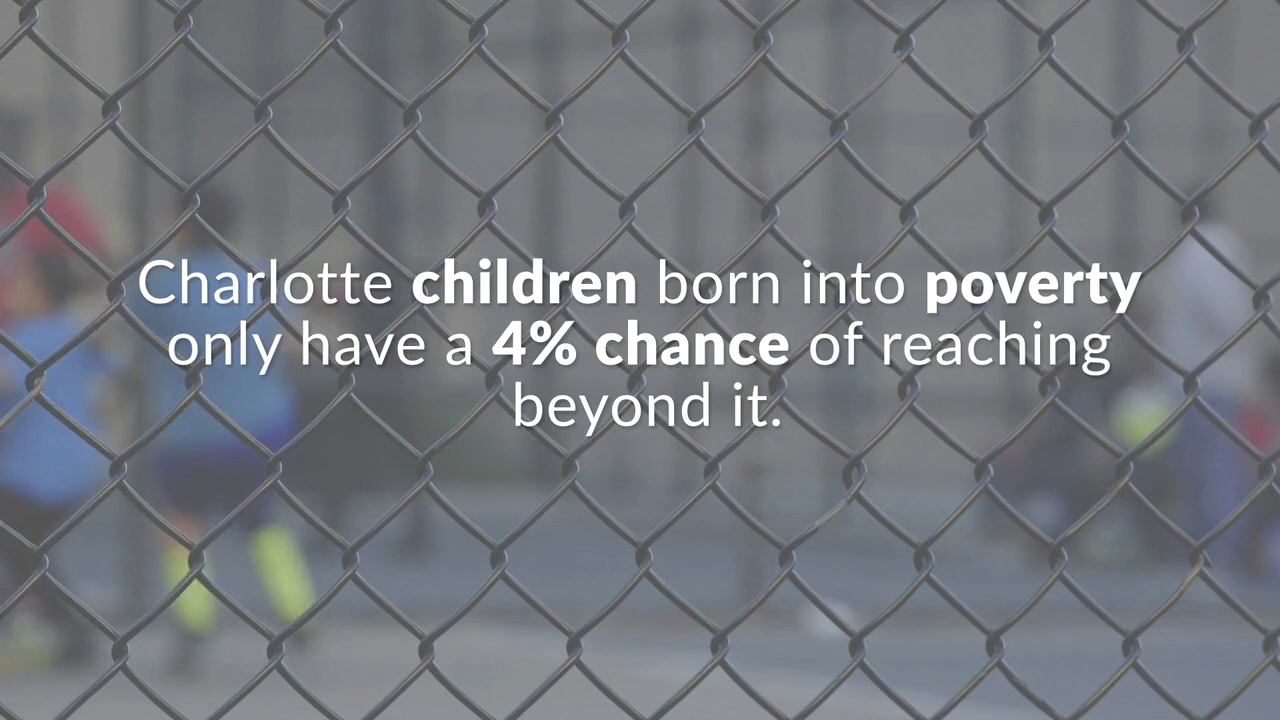 Charlotte children born into poverty
only have a 4% chance of reaching
beyond it.